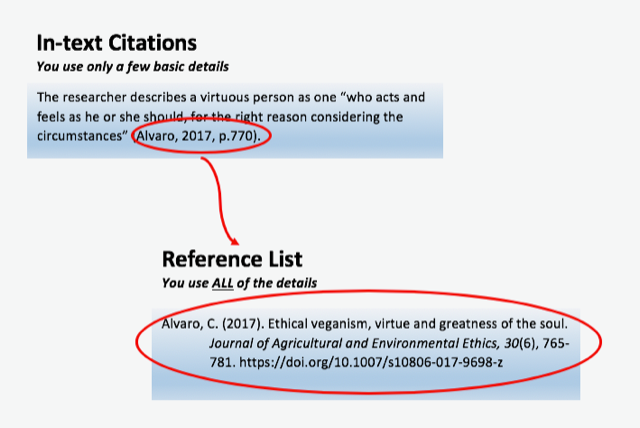 In-text Citations
You use only a few basic details
The researcher describes a virtuous person as one “who acts and
feels as he or she should, for the right reason considering the
circumstances” (Alvaro, 2017, p.770).
Reference List
You use ALL of the details
Alvaro, C. (2017). Ethical veganism, virtue and greatness of the soul.
Journal of Agricultural and Environmental Ethics, 30(6), 765-
781. https://doi.org/10.1007/s10806-017-9698-z